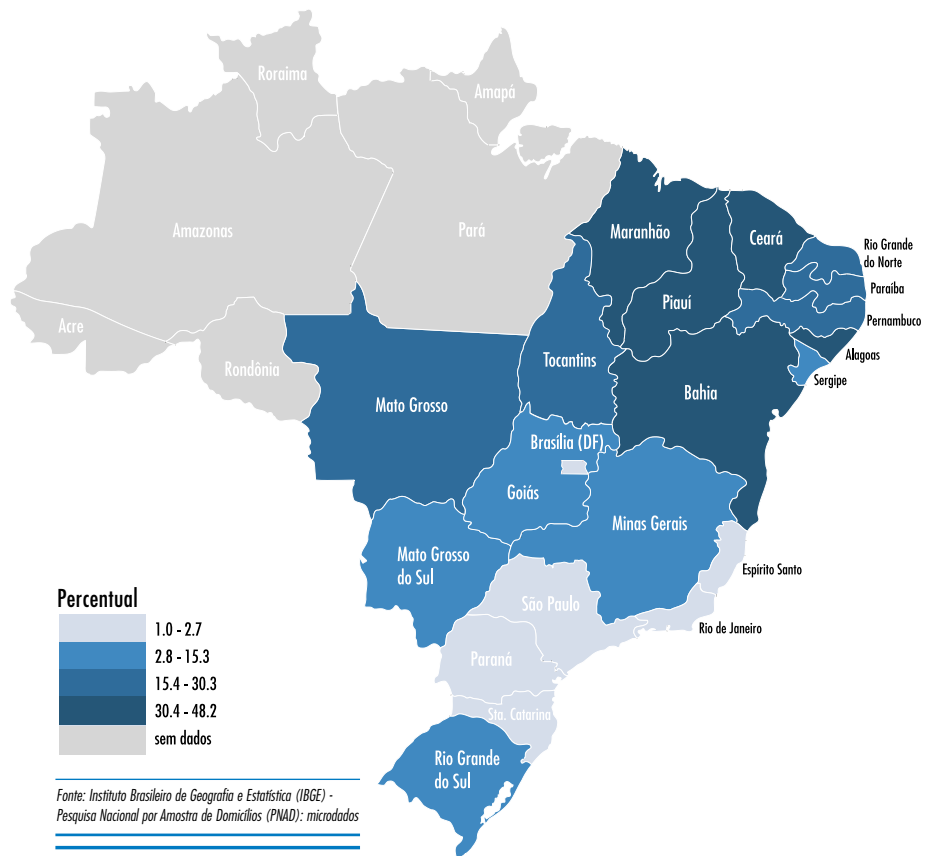 Roraima
Amapá
Amazonas
Pará
Maranhão
Ceará
Rio Grande
do Norte
Paraíba
Piauí
Pernambuco
Acre
Rondônia
Tocantins
Alagoas
Sergipe
Mato Grosso
Bahia
Brasília (DF)
Goiás
Minas Gerais
Mato Grosso
do Sul
Espírito Santo
São Paulo
Rio de Janeiro
Paraná
Sta. Catarina
Rio Grande
do Sul
Percentual
1.0 - 2.7
2.8 - 15.3
15.4 - 30.3
30.4 - 48.2
sem dados
Fonte: Instituto Brasileiro de Geografia e Estatística (IBGE) -
Pesquisa Nacional por Amostra de Domicílios (PNAD): microdados